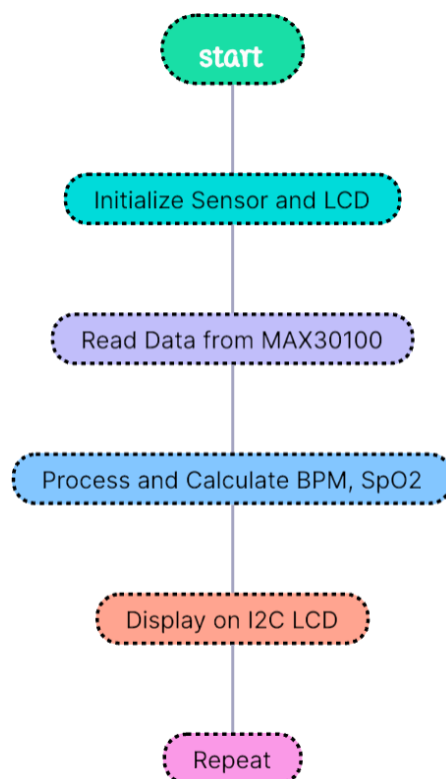 start
Initialize Sensor and LCD
Read Data from MAX30100
Process and Calculate BPM, SpO2
Display on I2C LCD
Repeat